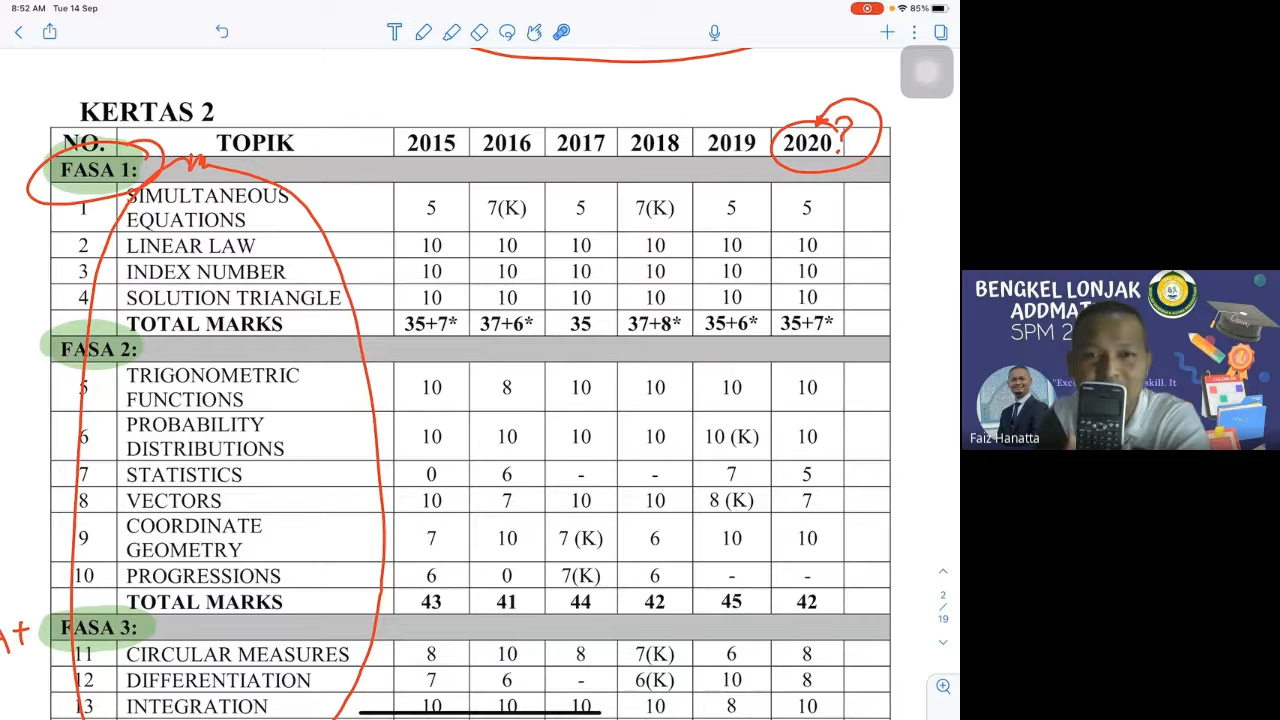 8:52 AM Tue 14 Sep
85%
KERTAS 2
NO. TOPIK 2015 2016 2017 2018 2019 2020 ?
FASA 1:
1 SIMULTANEOUS EQUATIONS 5 7(K) 5 7(K) 5 5
2 LINEAR LAW 10 10 10 10 10 10
3 INDEX NUMBER 10 10 10 10 10 10
4 SOLUTION TRIANGLE 10 10 10 10 10 10
TOTAL MARKS 35+7* 37+6* 35 37+8* 35+6* 35+7*
FASA 2:
5 TRIGONOMETRIC FUNCTIONS 10 8 10 10 10 10
6 PROBABILITY DISTRIBUTIONS 10 10 10 10 10 (K) 10
7 STATISTICS 0 6 - - 7 5
8 VECTORS 10 7 10 10 8 (K) 7
9 COORDINATE GEOMETRY 7 10 7 (K) 6 10 10
10 PROGRESSIONS 6 0 7(K) 6 - -
TOTAL MARKS 43 41 44 42 45 42
A+ FASA 3:
11 CIRCULAR MEASURES 8 10 8 7(K) 6 8
12 DIFFERENTIATION 7 6 - 6(K) 10 8
13 INTEGRATION 10 10 10 10 8 10
2
/
19
BENGKEL LONJAK
SPM
skill. It
CALENDAR
Faiz Hanatta